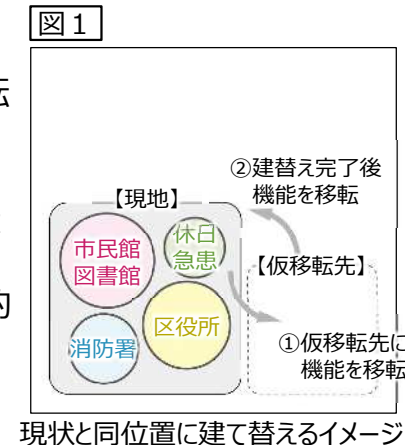 図1
転
②建替え完了後
機能を移転
【現地】
市民館
図書館
休日
急患
【仮移転先】
区役所
消防署
①仮移転先に
機能を移転
的
現状と同位置に建て替えるイメージ